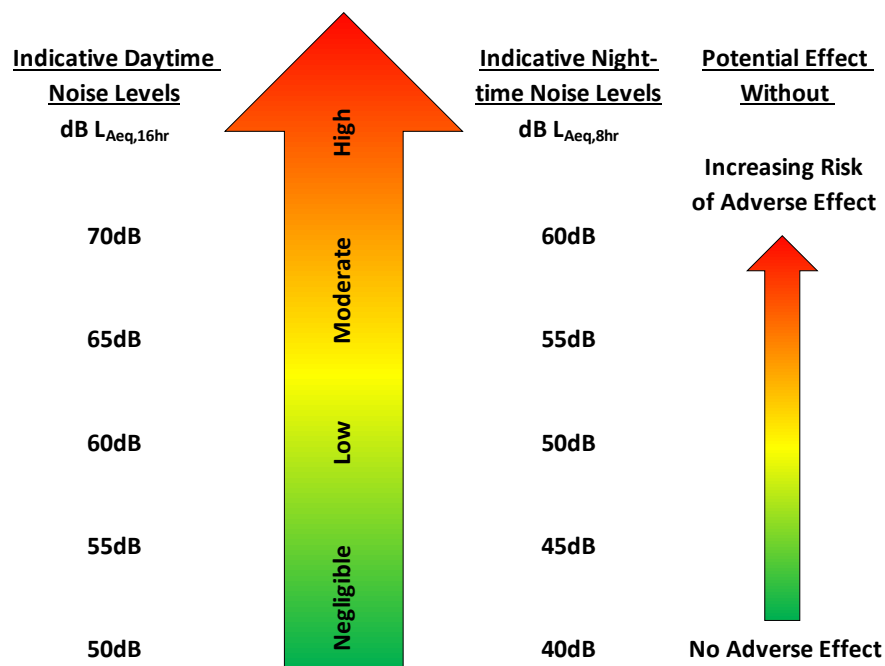 Indicative Daytime
Noise Levels
dB LAeq,16hr
70dB
65dB
60dB
55dB
50dB
High
Moderate
Low
Negligible
Indicative Night-
time Noise Levels
dB LAeq,8hr
60dB
55dB
50dB
45dB
40dB
Potential Effect
Without
Increasing Risk
of Adverse Effect
No Adverse Effect